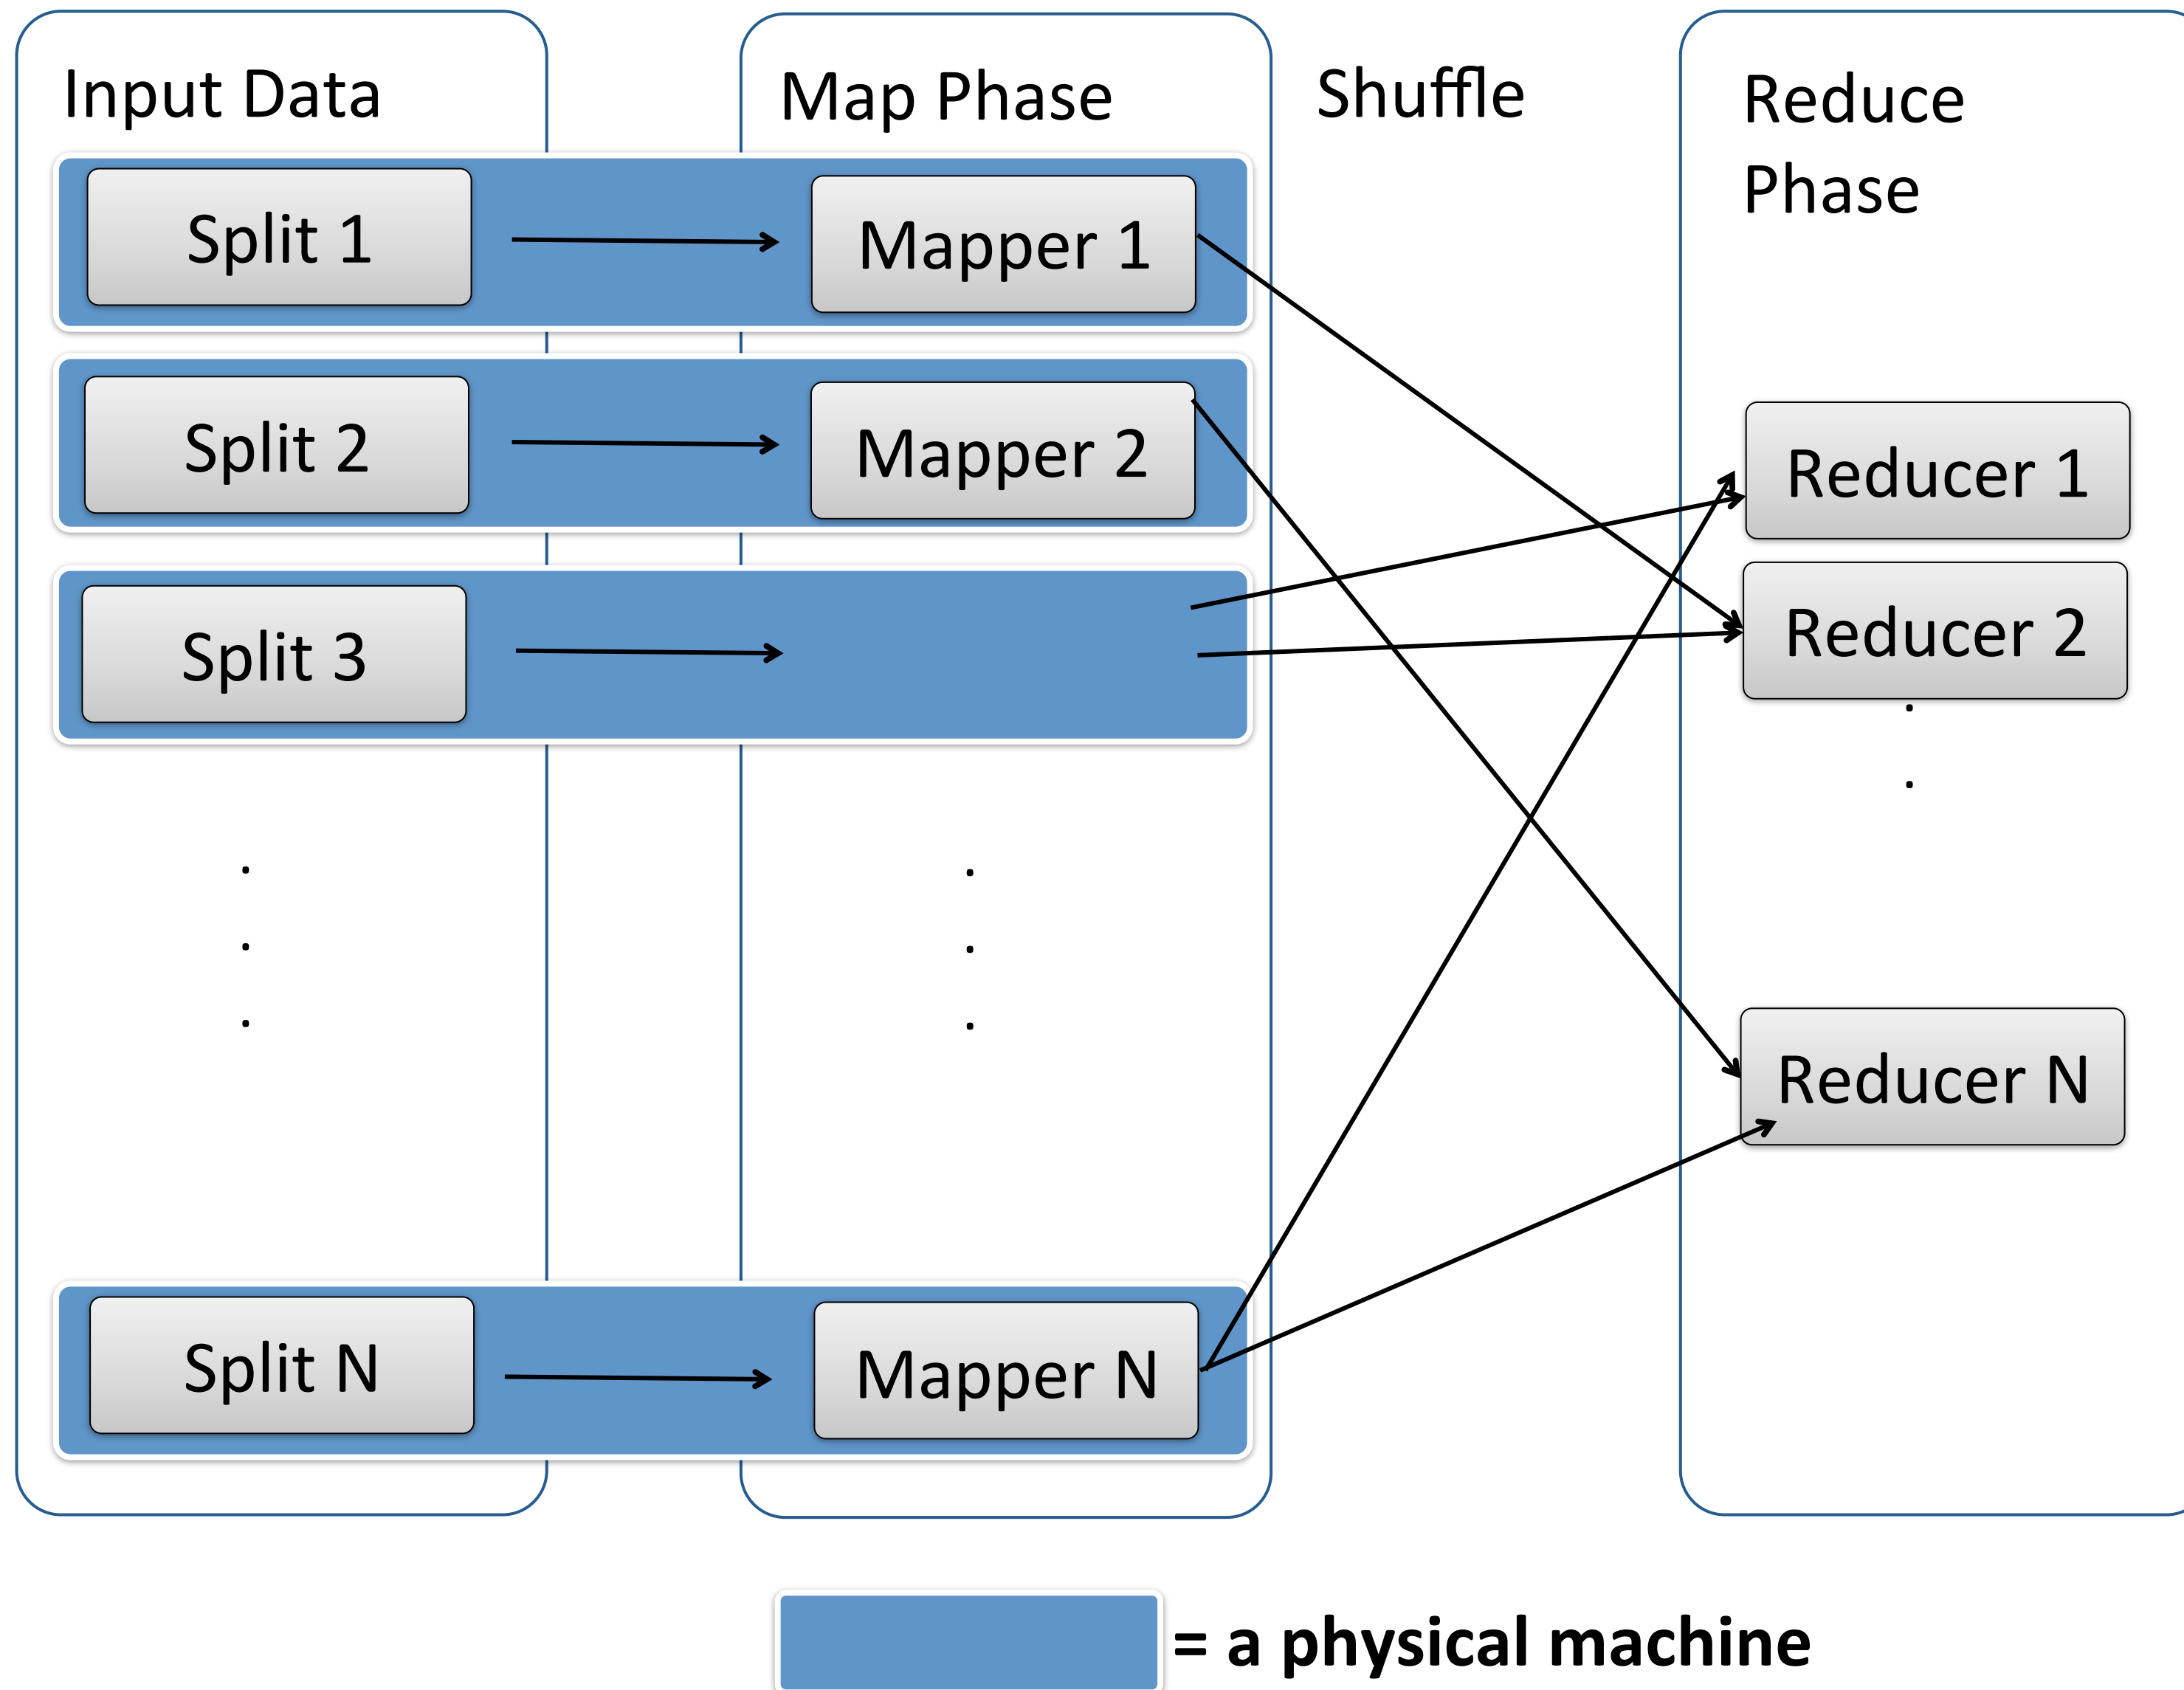 Input Data
Map Phase
Shuffle
Reduce
Phase
Split 1
Mapper 1
Split 2
Mapper 2
Reducer 1
Split 3
Reducer 2
.
.
.
.
.
.
.
.
Reducer N
Split N
Mapper N
= a physical machine